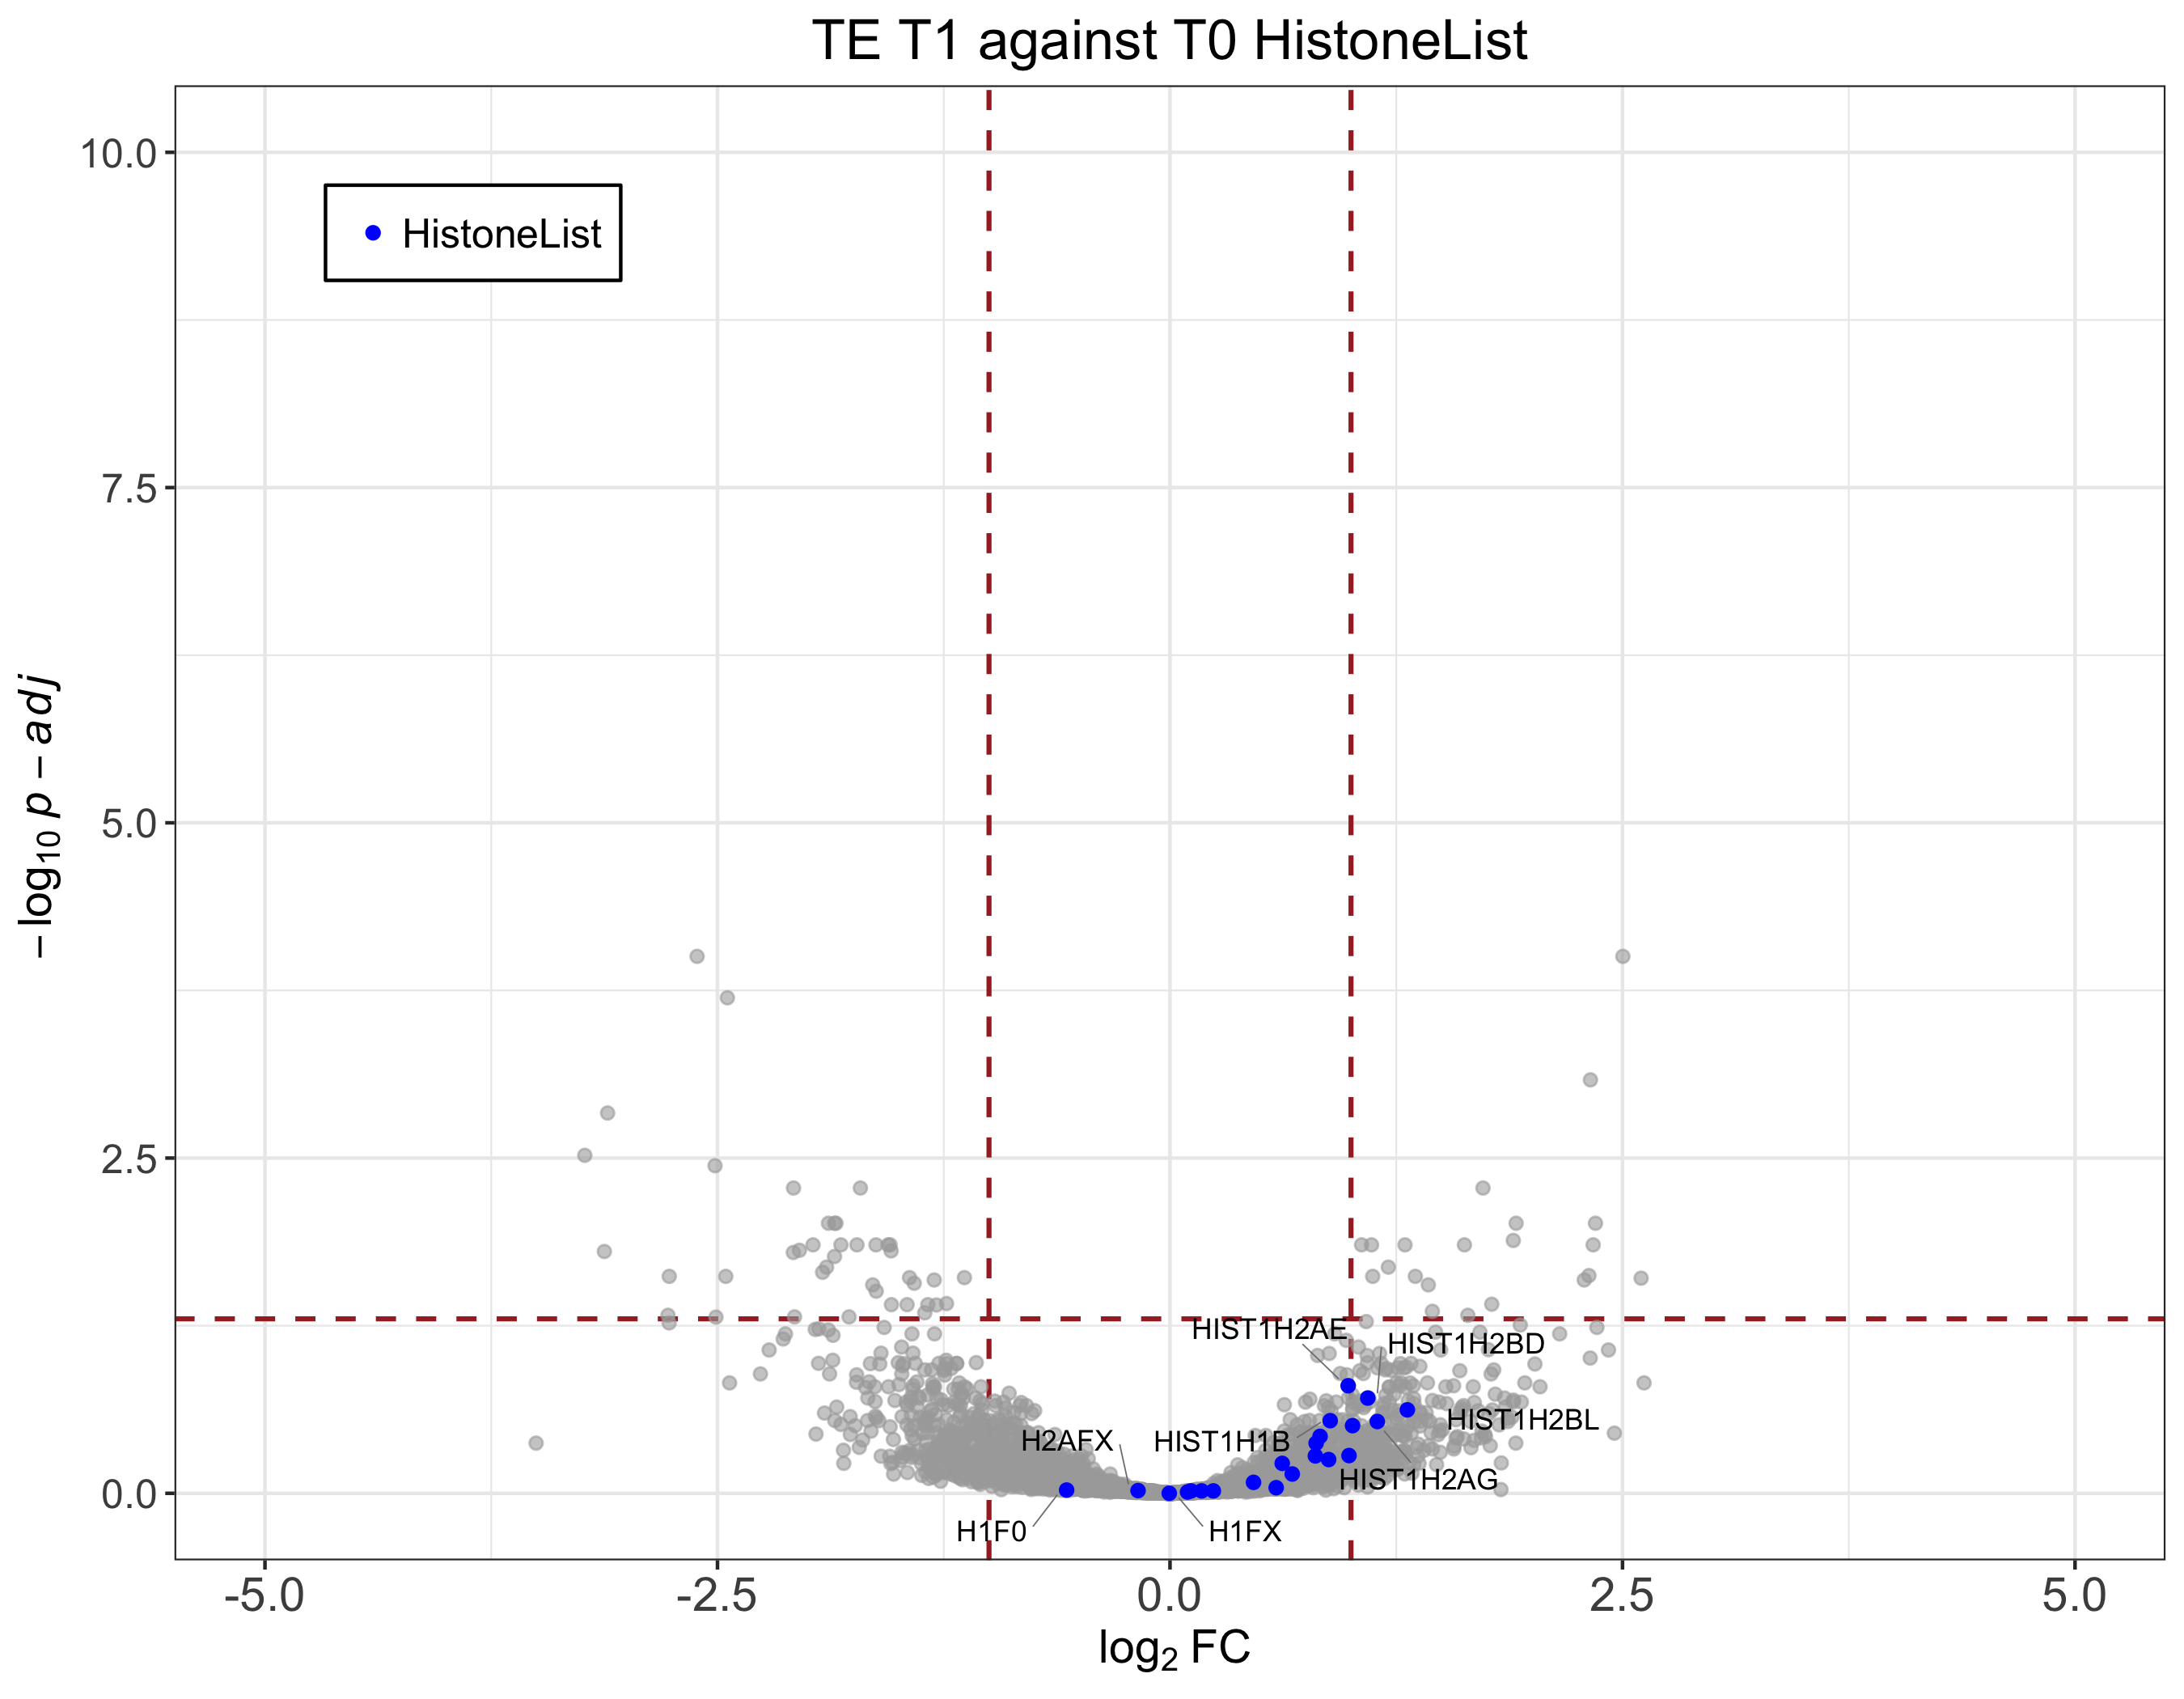 TE T1 against T0 HistoneList
10.0
HistoneList
7.5
−log10 p − adj
5.0
2.5
HIST1H2AE
HIST1H2BD
HIST1H2BL
H2AFX
HIST1H1B
HIST1H2AG
0.0
H1F0
H1FX
-5.0 -2.5 0.0 2.5 5.0
log2 FC